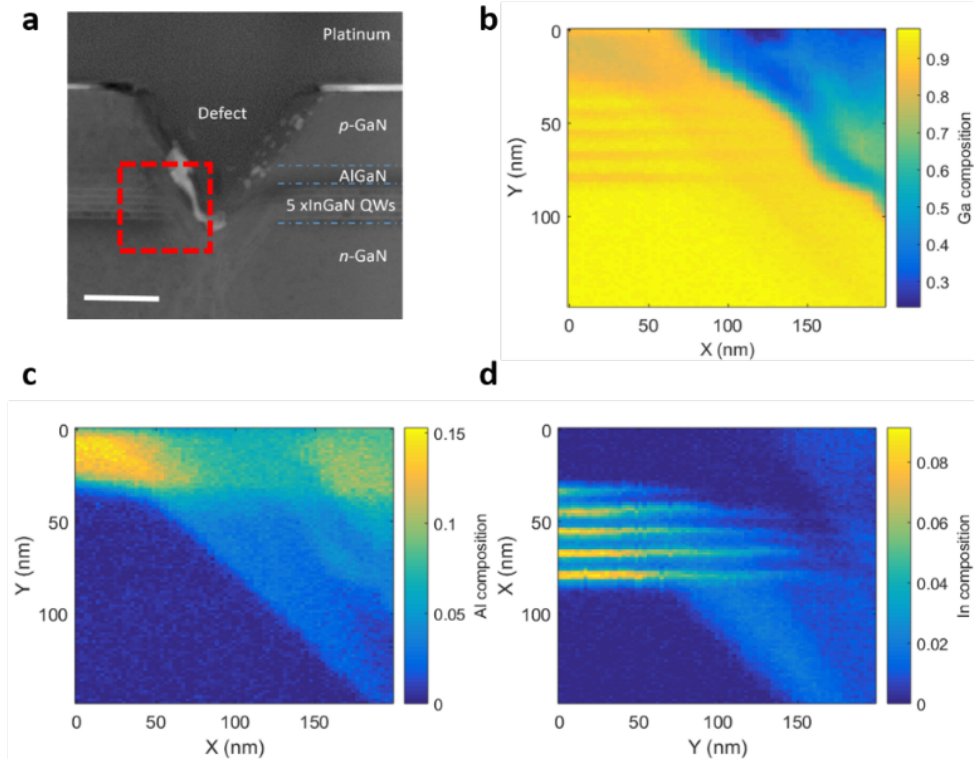 a
Platinum
Defect
p-GaN
AlGaN
5 xInGaN QWs
n-GaN
b
0
50
100
Y (nm)
0 50 100 150
X (nm)
0.9
0.8
0.7
0.6
0.5
0.4
0.3
Ga composition
c
0
50
100
Y (nm)
0 50 100 150
X (nm)
0.15
0.1
0.05
0
Al composition
d
0
50
100
X (nm)
0 50 100 150
Y (nm)
0.08
0.06
0.04
0.02
0
In composition